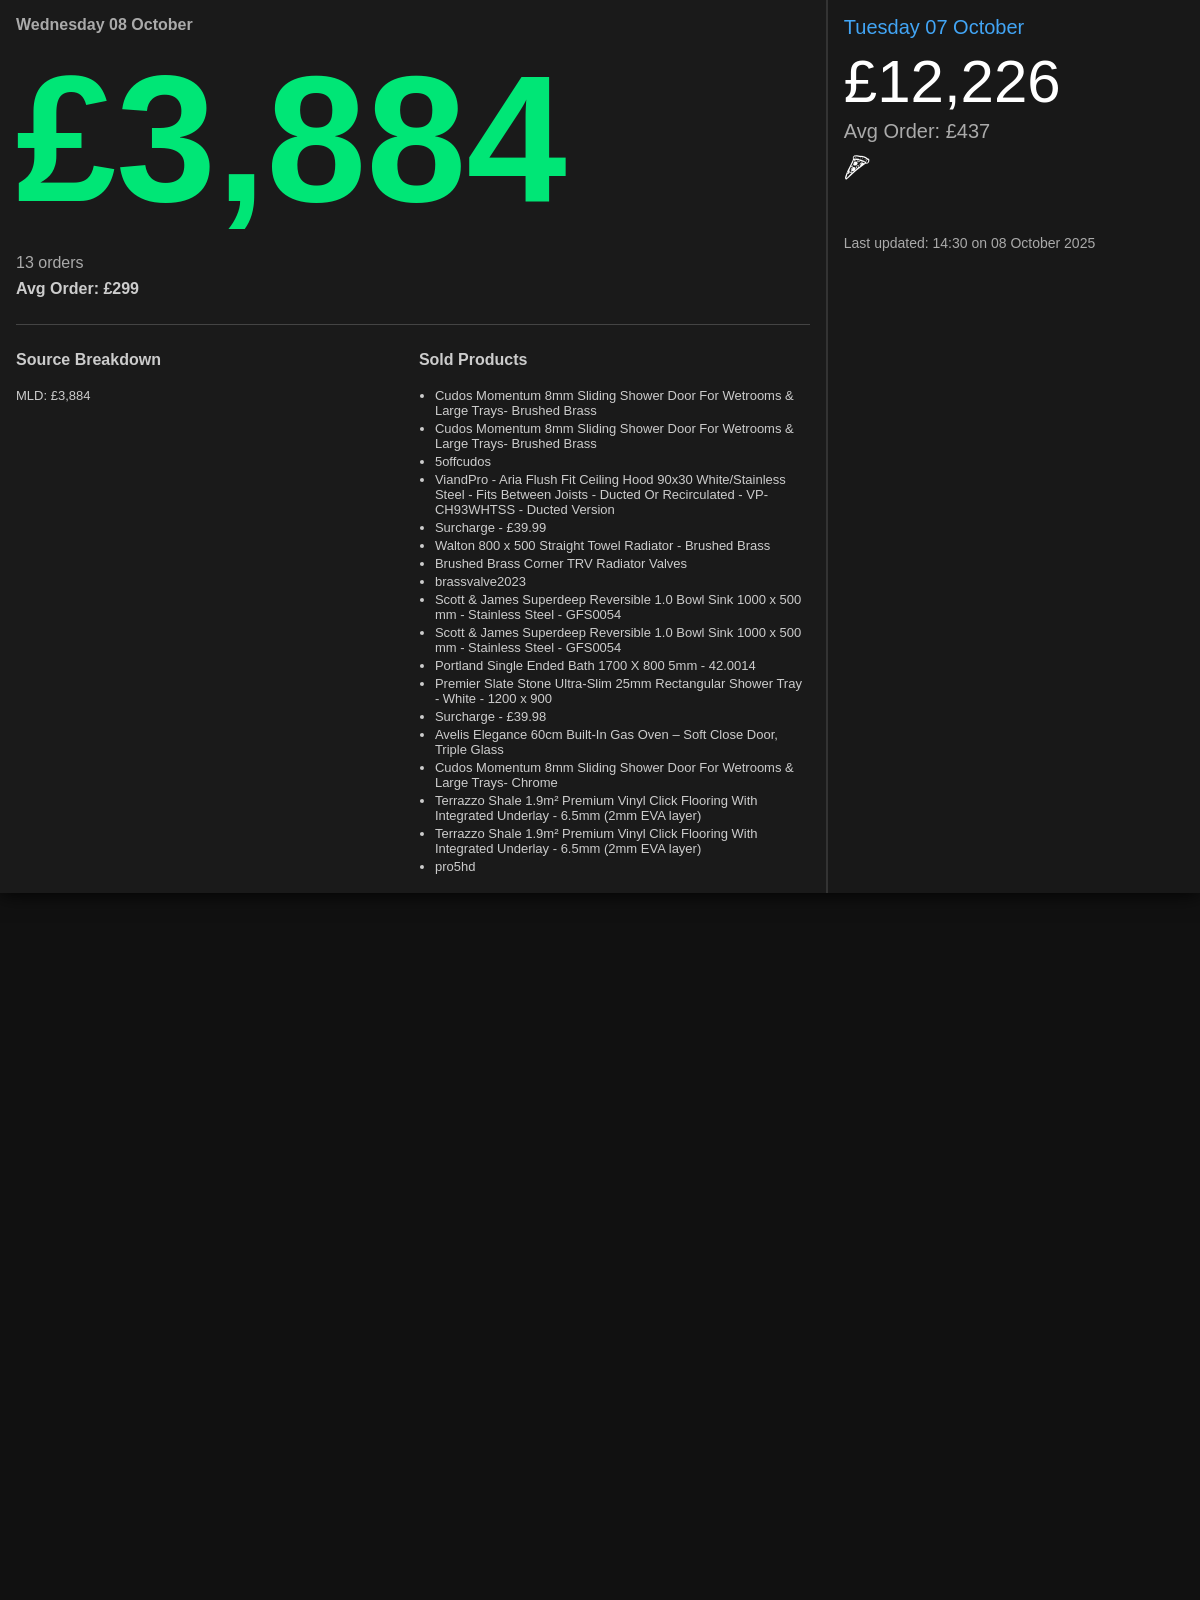 Wednesday 08 October
£3,884
13 orders
Avg Order: £299
Source Breakdown
MLD: £3,884
Sold Products
Cudos Momentum 8mm Sliding Shower Door For Wetrooms &
Large Trays- Brushed Brass
Cudos Momentum 8mm Sliding Shower Door For Wetrooms &
Large Trays- Brushed Brass
5offcudos
ViandPro - Aria Flush Fit Ceiling Hood 90x30 White/Stainless
Steel - Fits Between Joists - Ducted Or Recirculated - VP-
CH93WHTSS - Ducted Version
Surcharge - £39.99
Walton 800 x 500 Straight Towel Radiator - Brushed Brass
Brushed Brass Corner TRV Radiator Valves
brassvalve2023
Scott & James Superdeep Reversible 1.0 Bowl Sink 1000 x 500
mm - Stainless Steel - GFS0054
Scott & James Superdeep Reversible 1.0 Bowl Sink 1000 x 500
mm - Stainless Steel - GFS0054
Portland Single Ended Bath 1700 X 800 5mm - 42.0014
Premier Slate Stone Ultra-Slim 25mm Rectangular Shower Tray
- White - 1200 x 900
Surcharge - £39.98
Avelis Elegance 60cm Built-In Gas Oven – Soft Close Door,
Triple Glass
Cudos Momentum 8mm Sliding Shower Door For Wetrooms &
Large Trays- Chrome
Terrazzo Shale 1.9m² Premium Vinyl Click Flooring With
Integrated Underlay - 6.5mm (2mm EVA layer)
Terrazzo Shale 1.9m² Premium Vinyl Click Flooring With
Integrated Underlay - 6.5mm (2mm EVA layer)
pro5hd
Tuesday 07 October
£12,226
Avg Order: £437
Last updated: 14:30 on 08 October 2025